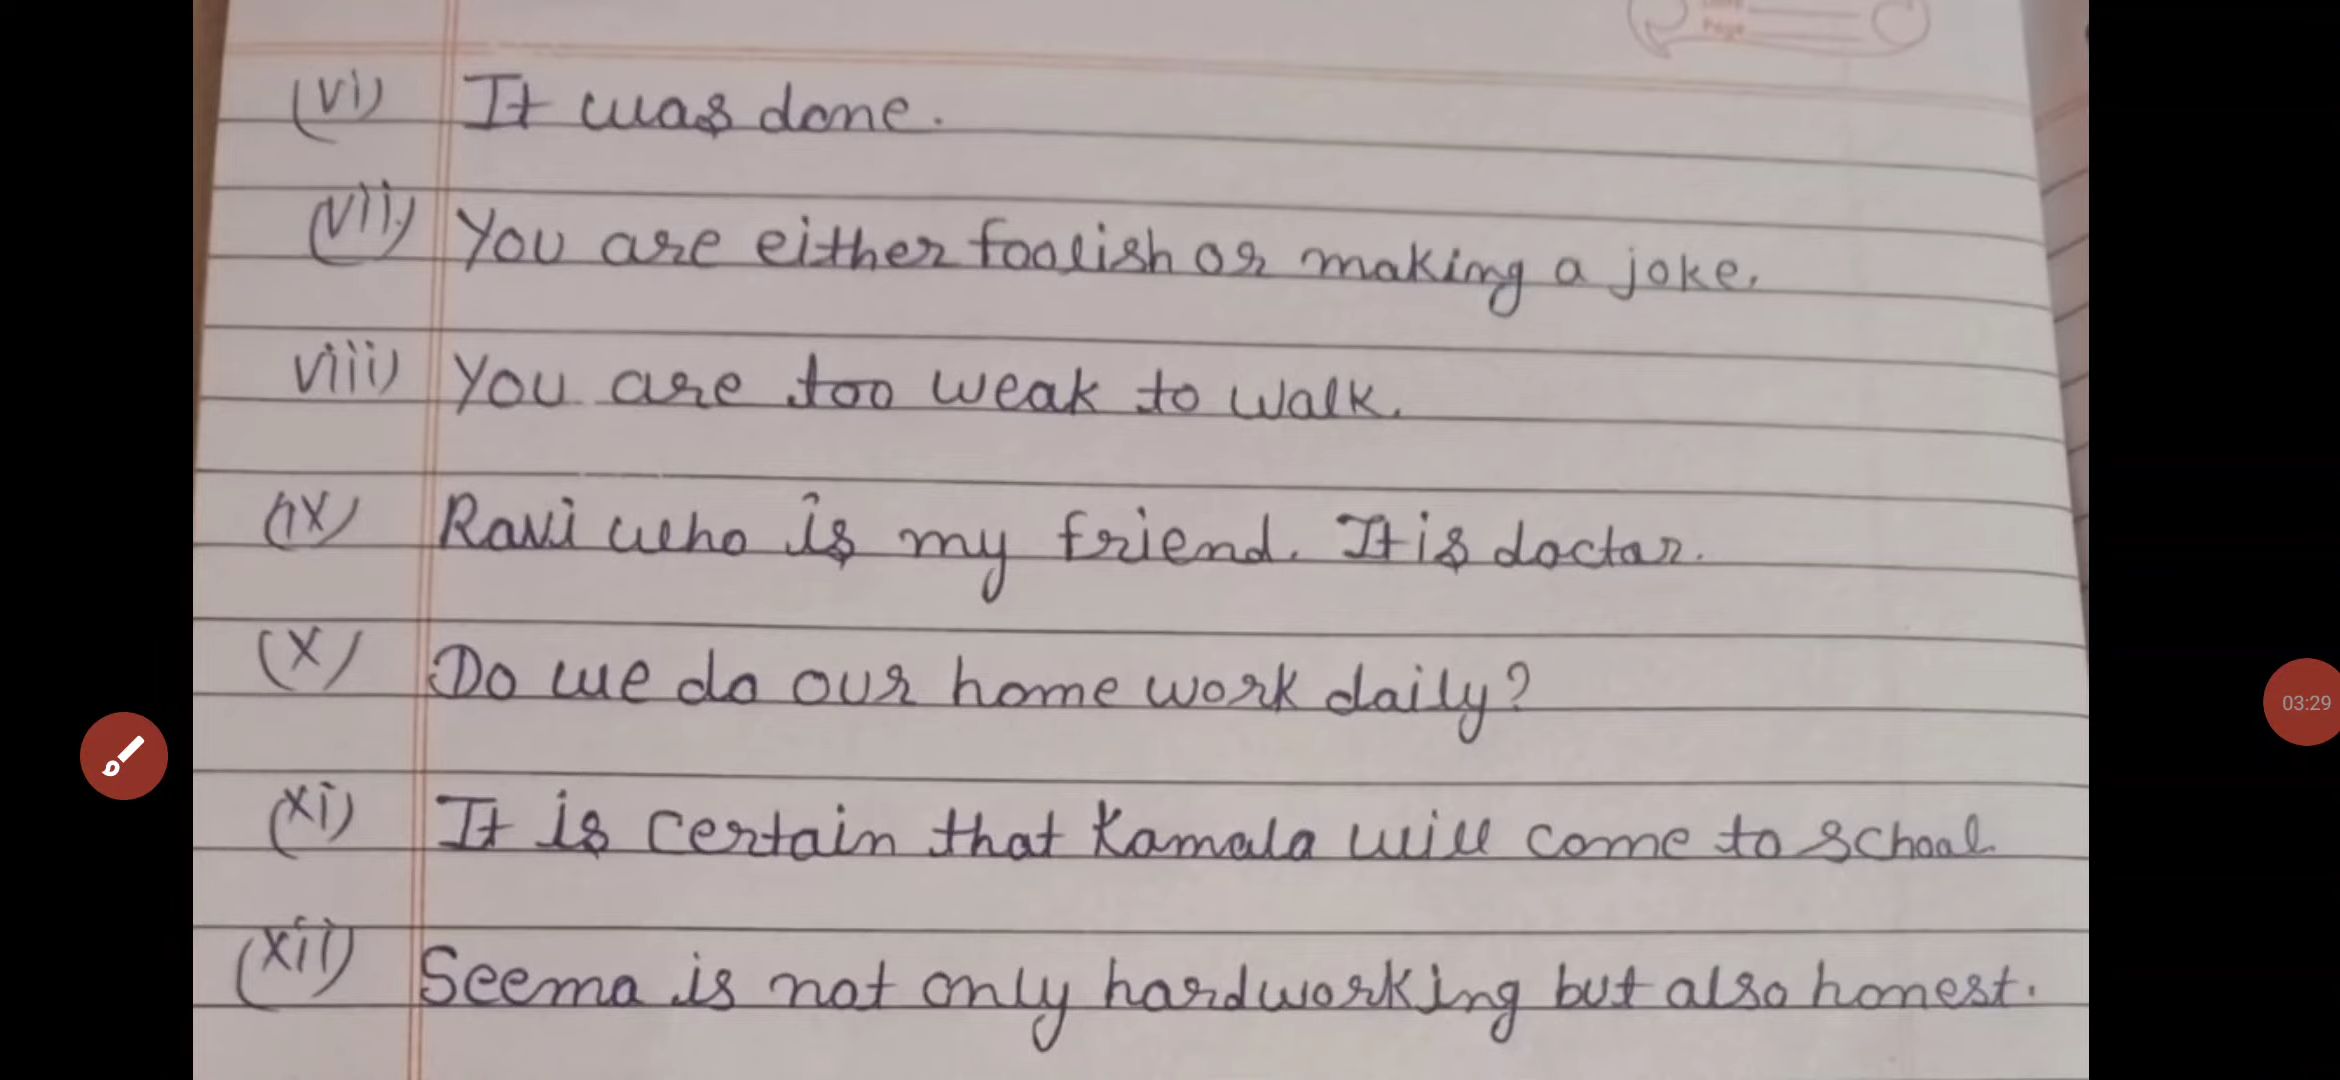 Page
(vi) It was done.
(vii) You are either foolish or making a joke.
viii) You are too weak to walk.
(ix) Ravi who is my friend. It is doctor.
(x) Do we do our home work daily?
(xi) It is certain that Kamala will come to school
(xii) Seema is not only hardworking but also honest.
03:29